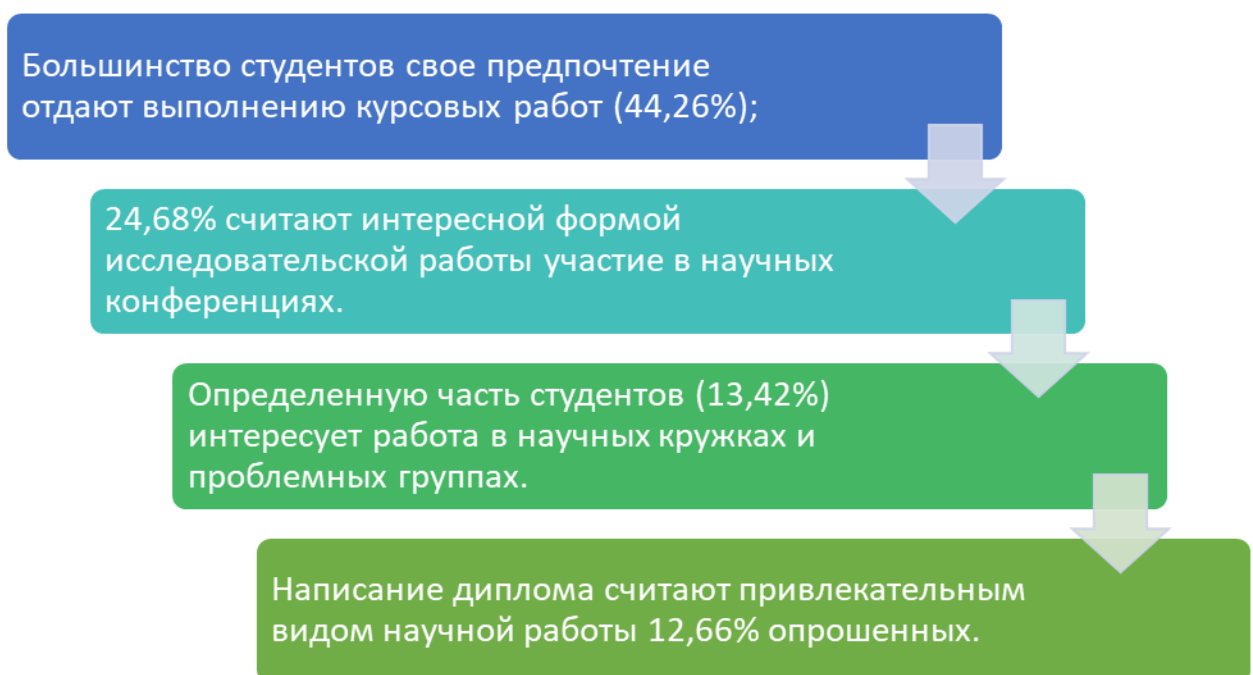 Большинство студентов свое предпочтение
отдают выполнению курсовых работ (44,26%);
24,68% считают интересной формой
исследовательской работы участие в научных
конференциях.
Определенную часть студентов (13,42%)
интересует работа в научных кружках и
проблемных группах.
Написание диплома считают привлекательным
видом научной работы 12,66% опрошенных.